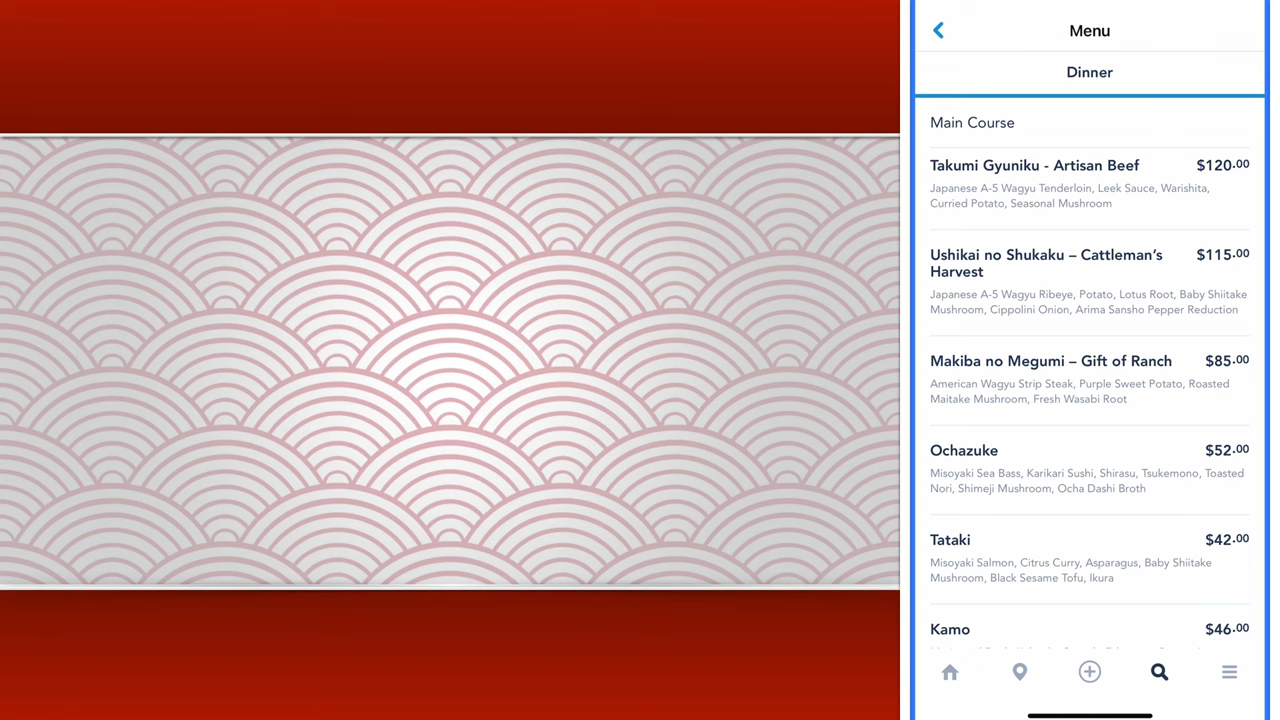 Menu
Dinner
Main Course
Takumi Gyuniku - Artisan Beef $120.00
Japanese A-5 Wagyu Tenderloin, Leek Sauce, Warishita,
Curried Potato, Seasonal Mushroom
Ushikai no Shukaku – Cattleman's $115.00
Harvest
Japanese A-5 Wagyu Ribeye, Potato, Lotus Root, Baby Shiitake
Mushroom, Cippolini Onion, Arima Sansho Pepper Reduction
Makiba no Megumi – Gift of Ranch $85.00
American Wagyu Strip Steak, Purple Sweet Potato, Roasted
Maitake Mushroom, Fresh Wasabi Root
Ochazuke $52.00
Misoyaki Sea Bass, Karikari Sushi, Shirasu, Tsukemono, Toasted
Nori, Shimeji Mushroom, Ocha Dashi Broth
Tataki $42.00
Misoyaki Salmon, Citrus Curry, Asparagus, Baby Shiitake
Mushroom, Black Sesame Tofu, Ikura
Kamo $46.00